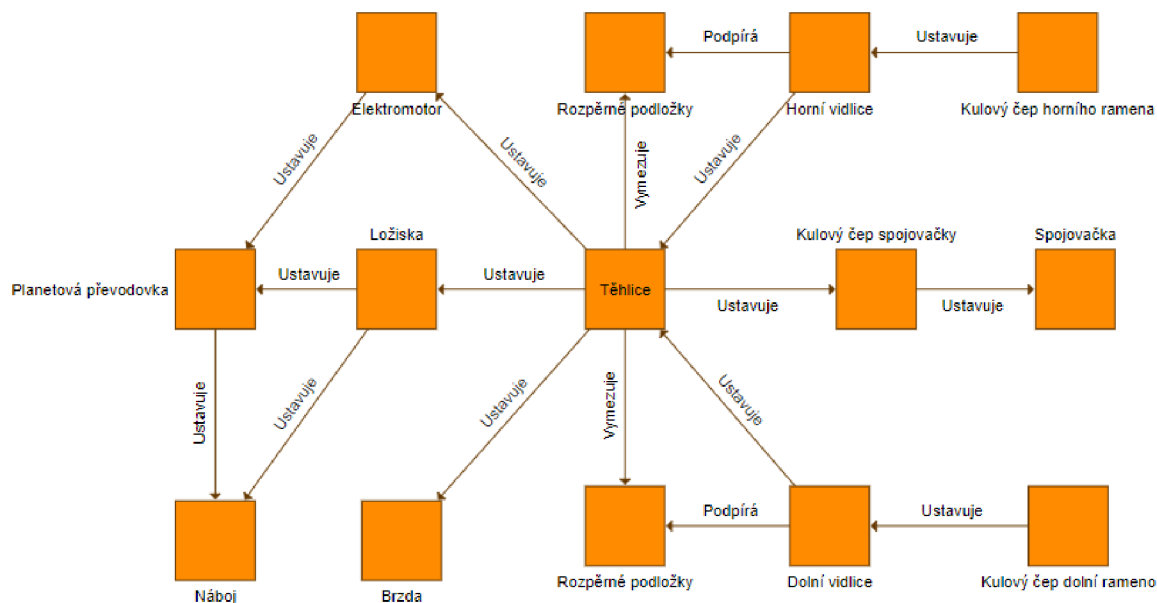 Podpírá
Ustavuje
Elektromotor
Rozpěrné podložky
Horní vidlice
Kulový čep horního ramena
Ustavuje
Ustavuje
Vymezuje
Ustavuje
Ložiska
Kulový čep spojovačky
Spojovačka
Planetová převodovka
Ustavuje
Ustavuje
Těhlice
Ustavuje
Ustavuje
Ustavuje
Ustavuje
Ustavuje
Vymezuje
Ustavuje
Podpírá
Ustavuje
Náboj
Brzda
Rozpěrné podložky
Dolní vidlice
Kulový čep dolní rameno